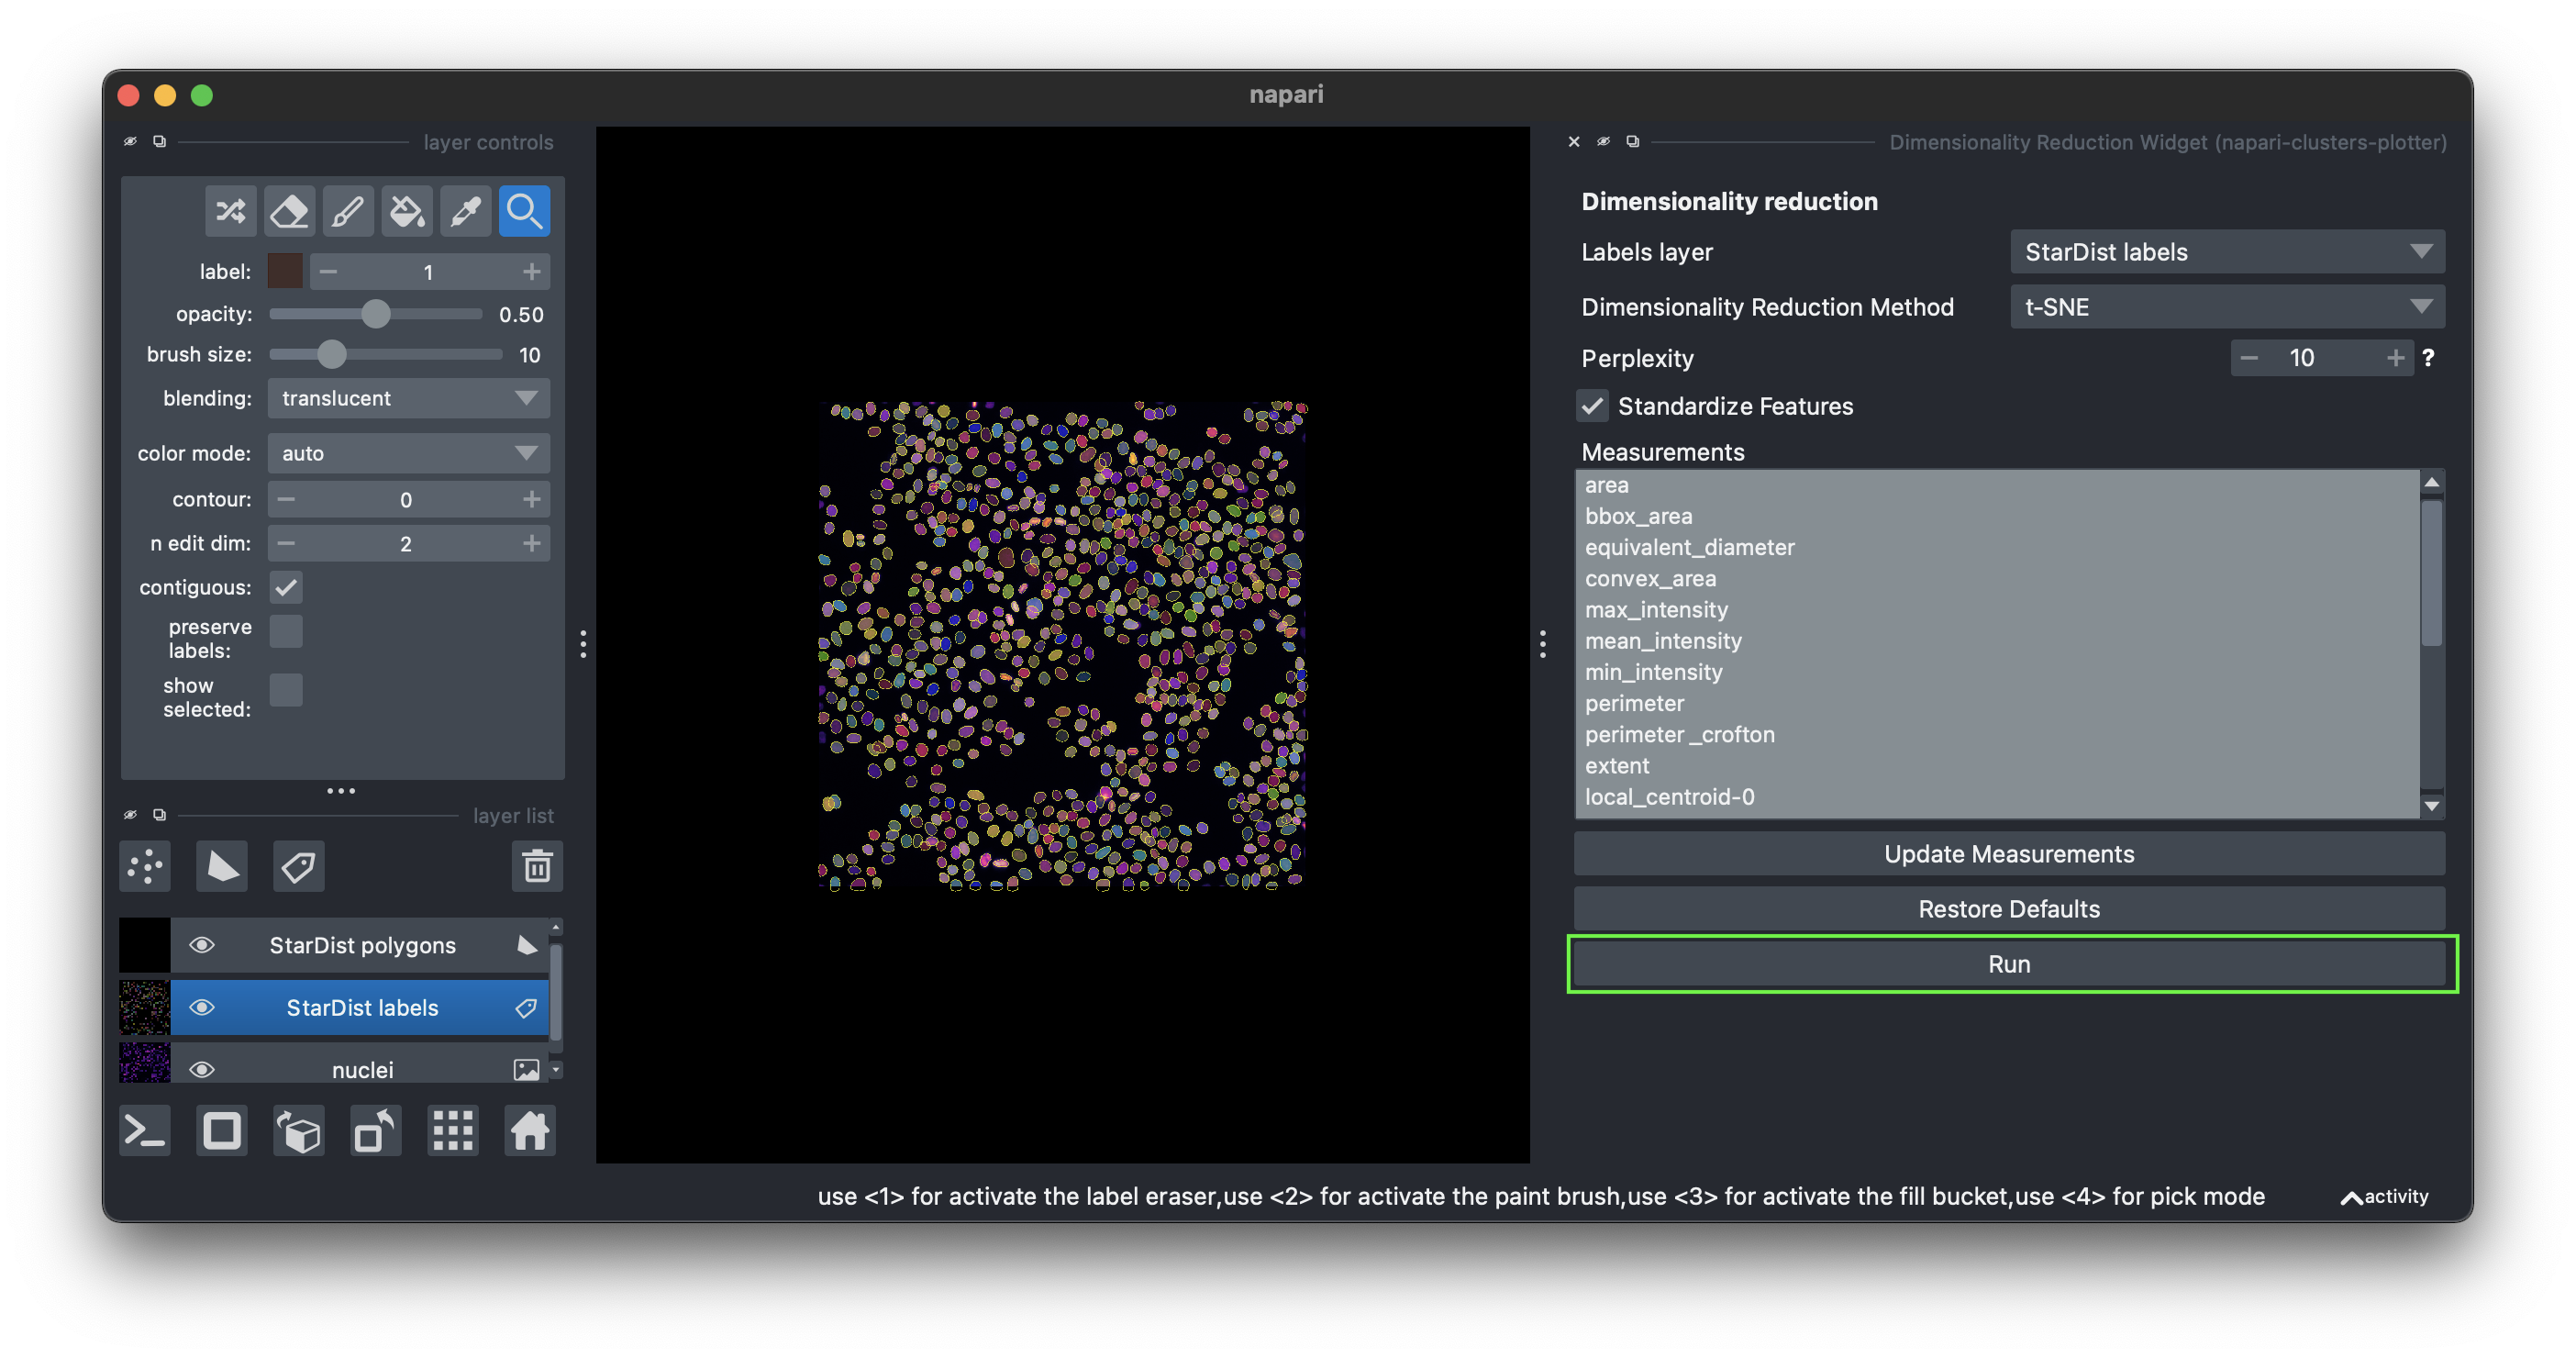 napari
layer controls
label:
1
opacity:
0.50
brush size:
10
blending:
translucent
color mode:
auto
contour:
0
n edit dim:
2
contiguous:
preserve
labels:
show
selected:
layer list
StarDist polygons
StarDist labels
nuclei
Dimensionality Reduction Widget (napari-clusters-plotter)
Dimensionality reduction
Labels layer
StarDist labels
Dimensionality Reduction Method
t-SNE
Perplexity
10
?
Standardize Features
Measurements
area
bbox_area
equivalent_diameter
convex_area
max_intensity
mean_intensity
min_intensity
perimeter
perimeter _crofton
extent
local_centroid-0
Update Measurements
Restore Defaults
Run
use <1> for activate the label eraser,use <2> for activate the paint brush,use <3> for activate the fill bucket,use <4> for pick mode
activity